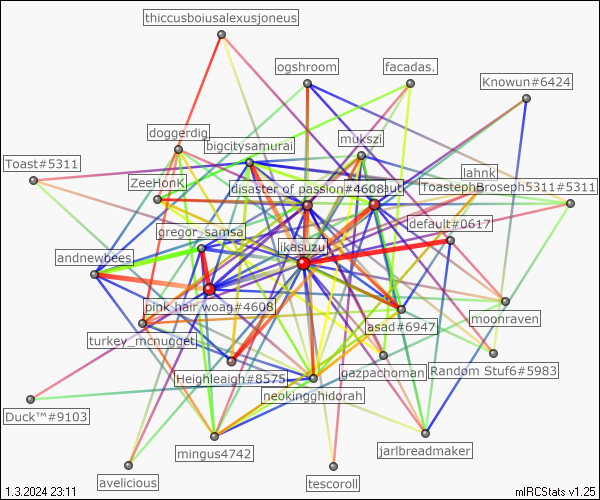 thiccusboiusalexusjoneus
ogshroom
facadas.
Knowun#6424
doggerdig
bigcitysamurai
mukszi
Toast#5311
lahnk
ZeeHonK
disaster of passion#4608
ToastephBroseph5311#5311
default#0617
gregor_samsa
jkasuzu
andnewbees
pink hair woag#4608
moonraven
asad#6947
turkey_mcnugget
gazpachoman
Random Stuf6#5983
Heighleaigh#8575
neokingghidorah
Duck™#9103
mingus4742
jarlbreadmaker
avelicious
tescoroll
1.3.2024 23:11
mIRCStats v1.25